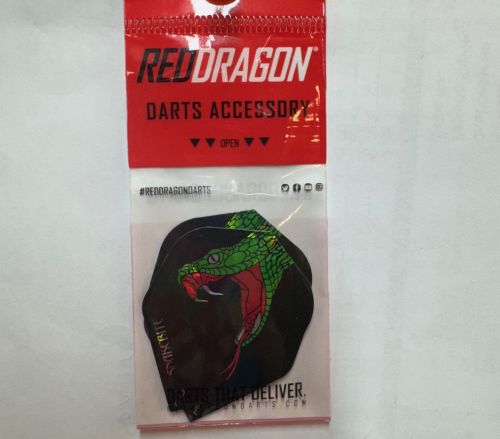 REDDRAGON®
DARTS ACCESSORY
▼ ▼ OPEN ▼ ▼
#REDDRAGONDARTS
DARTS THAT DELIVER.